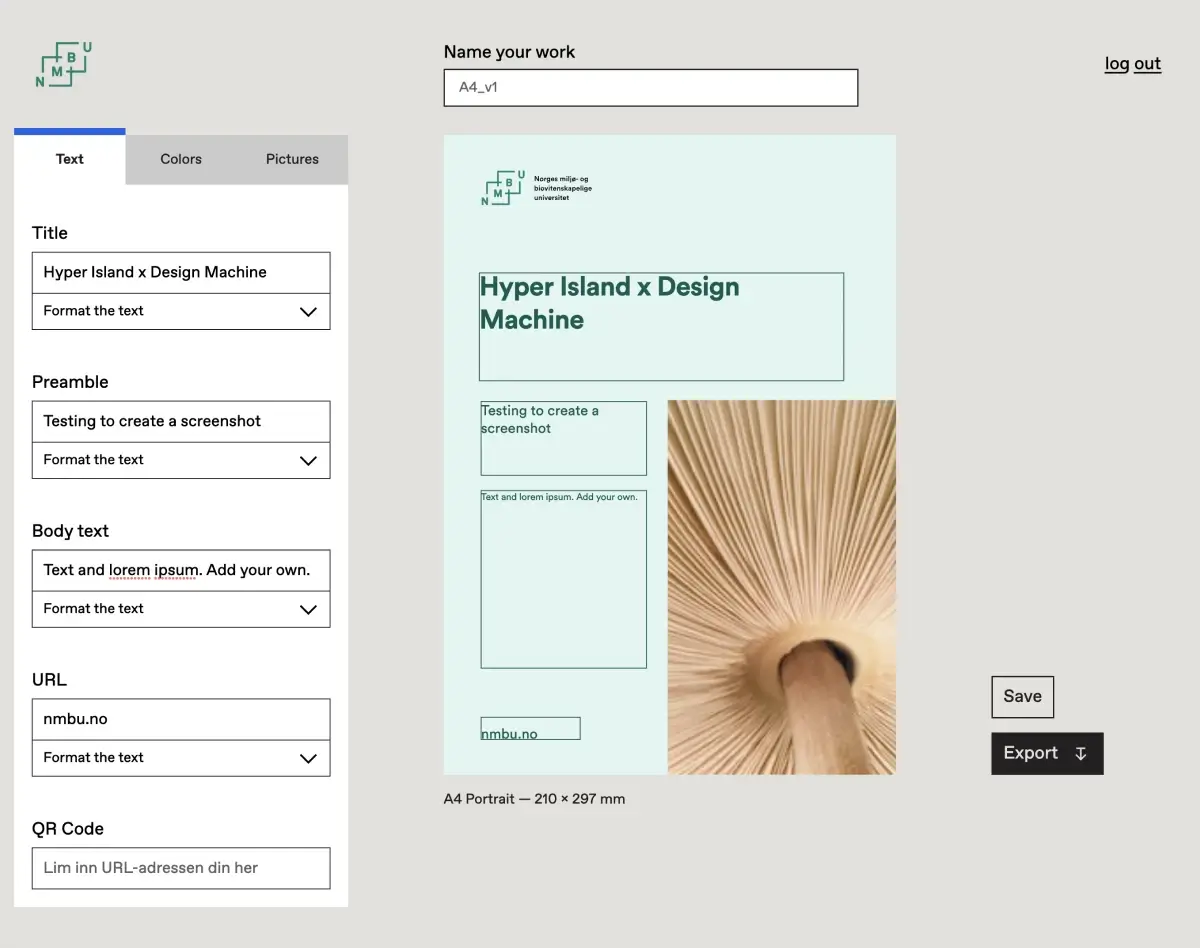 N M B U
Name your work
A4_v1
log out
Text
Colors
Pictures
Title
Hyper Island x Design Machine
Format the text
Preamble
Testing to create a screenshot
Format the text
Body text
Text and lorem ipsum. Add your own.
Format the text
URL
nmbu.no
Format the text
QR Code
Lim inn URL-adressen din her
N M B U
Norges miljø- og
biovitenskapelige
universitet
Hyper Island x Design
Machine
Testing to create a
screenshot
Text and lorem ipsum. Add your own.
nmbu.no
A4 Portrait — 210 × 297 mm
Save
Export